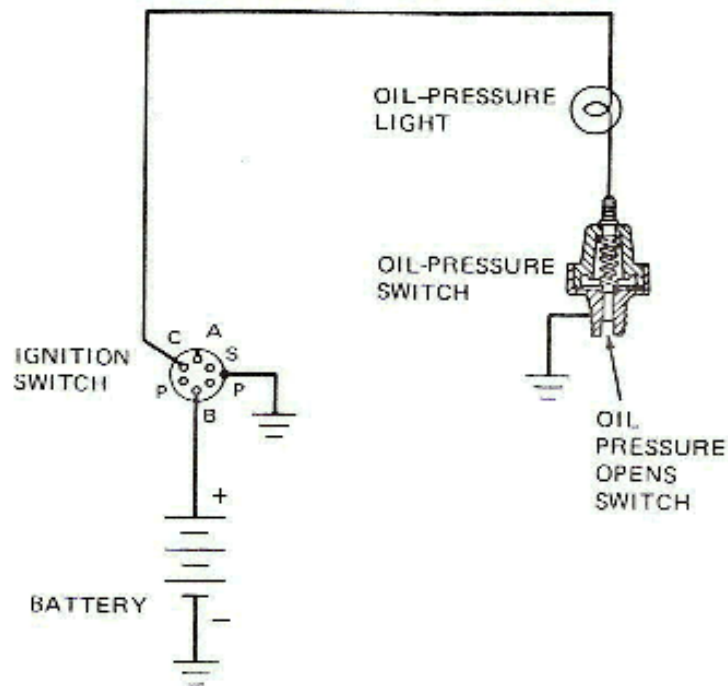 OIL-PRESSURE
LIGHT
OIL-PRESSURE
SWITCH
C A
S
IGNITION
SWITCH
P P
B
OIL
PRESSURE
OPENS
SWITCH
+
BATTERY
−